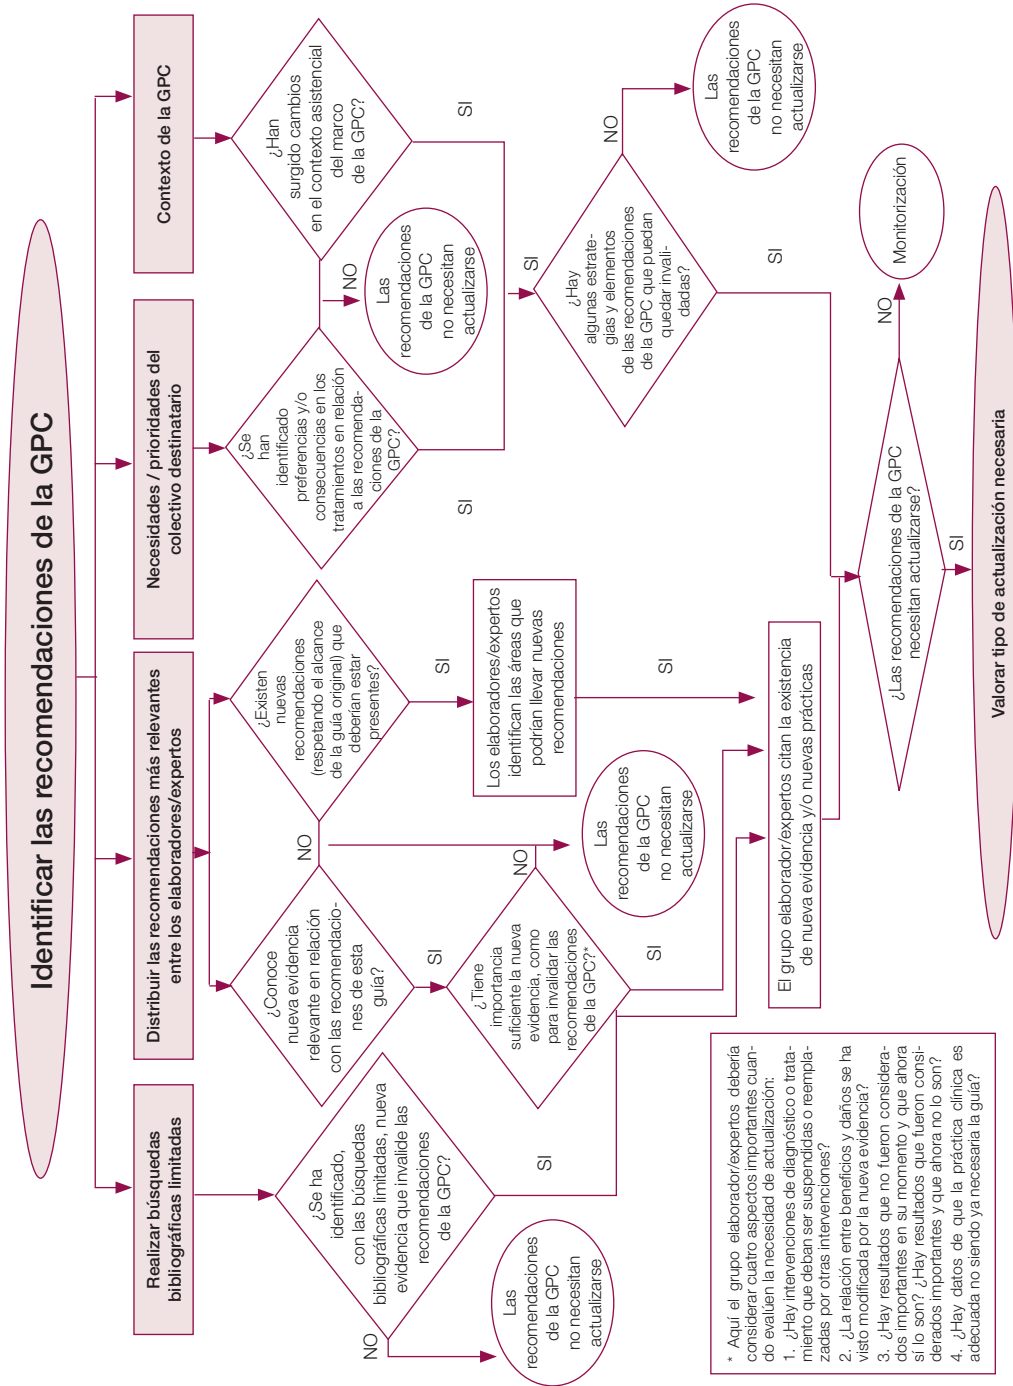 Identificar las recomendaciones de la GPC
Realizar búsquedas
bibliográficas limitadas
Distribuir las recomendaciones más relevantes
entre los elaboradores/expertos
Necesidades / prioridades del
colectivo destinatario
Contexto de la GPC
¿Se ha
identificado,
con las búsquedas
bibliográficas limitadas, nueva
evidencia que invalide las
recomendaciones
de la GPC?
NO
SI
Las
recomendaciones
de la GPC
no necesitan
actualizarse
¿Conoce
nueva evidencia
relevante en relación
con las recomendacio-
nes de esta
guía?
NO
SI
¿Existen
nuevas
recomendaciones
(respetando el alcance
de la guía original) que
deberían estar
presentes?
SI
¿Tiene
importancia
suficiente la nueva
evidencia, como
para invalidar las
recomendaciones
de la GPC?*
NO
SI
Las
recomendaciones
de la GPC
no necesitan
actualizarse
Los elaboradores/expertos
identifican las áreas que
podrían llevar nuevas
recomendaciones
SI
¿Se
han
identificado
preferencias y/o
consecuencias en los
tratamientos en relación
a las recomenda-
ciones de la
GPC?
NO
SI
Las
recomendaciones
de la GPC
no necesitan
actualizarse
¿Han
surgido cambios
en el contexto asistencial
del marco
de la GPC?
SI
SI
¿Hay
algunas estrate-
gias y elementos
de las recomendaciones
de la GPC que puedan
quedar invali-
dadas?
NO
SI
Las
recomendaciones
de la GPC
no necesitan
actualizarse
El grupo elaborador/expertos citan la existencia
de nueva evidencia y/o nuevas prácticas
¿Las recomendaciones de la GPC
necesitan actualizarse?
NO
Monitorización
SI
Valorar tipo de actualización necesaria
* Aquí el grupo elaborador/expertos debería
considerar cuatro aspectos importantes cuan-
do evalúen la necesidad de actualización:
1. ¿Hay intervenciones de diagnóstico o trata-
miento que deban ser suspendidas o reempla-
zadas por otras intervenciones?
2. ¿La relación entre beneficios y daños se ha
visto modificada por la nueva evidencia?
3. ¿Hay resultados que no fueron considera-
dos importantes en su momento y que ahora
sí lo son? ¿Hay resultados que fueron consi-
derados importantes y que ahora no lo son?
4. ¿Hay datos de que la práctica clínica es
adecuada no siendo ya necesaria la guía?